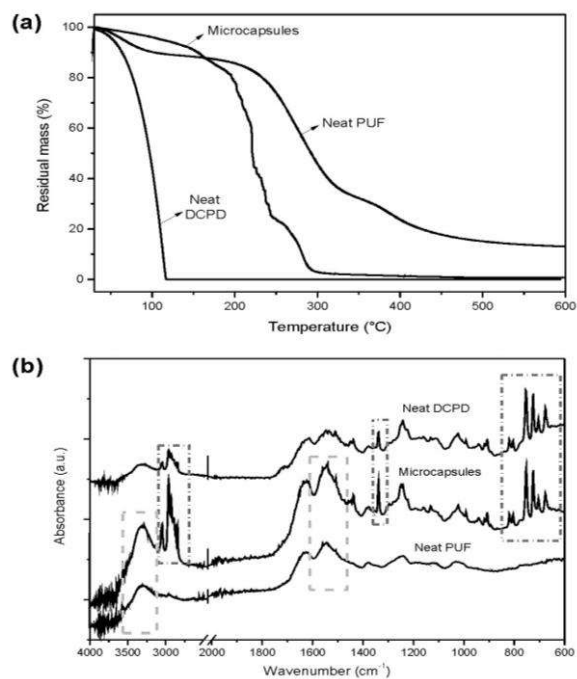 (a)
100
80
60
40
20
0
Residual mass (%)
Microcapsules
Neat PUF
Neat
DCPD
100 200 300 400 500 600
Temperature (°C)
(b)
Absorbance (a.u.)
Neat DCPD
Microcapsules
Neat PUF
4000 3500 3000 2000 1800 1600 1400 1200 1000 800 600
Wavenumber (cm⁻¹)